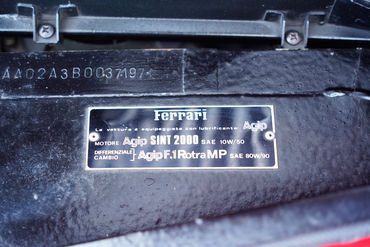 AA02A3B0037197
Ferrari
La vettura è equipaggiata con lubrificante Agip
MOTORE Agip SINT 2000 SAE 10W/50
DIFFERENZIALE CAMBIO Agip F.1 Rotra MP SAE 80W/90